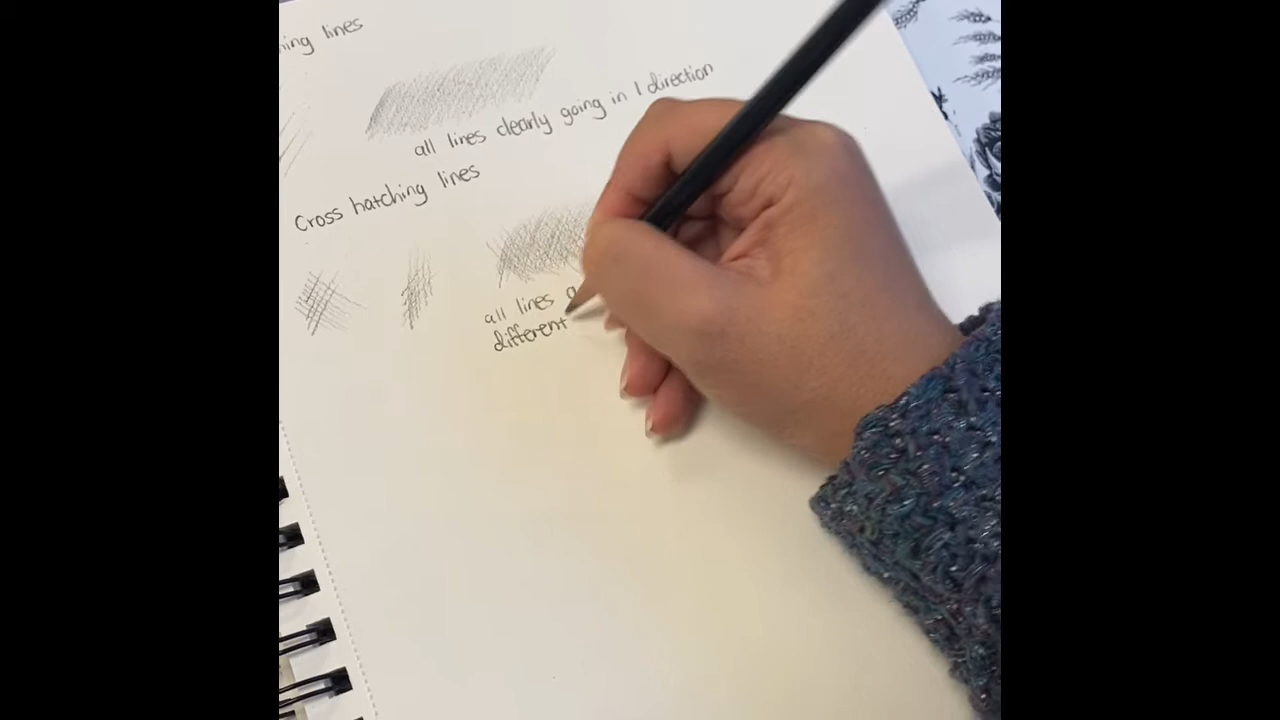 hing lines
all lines clearly going in 1 direction
Cross hatching lines
all lines
different